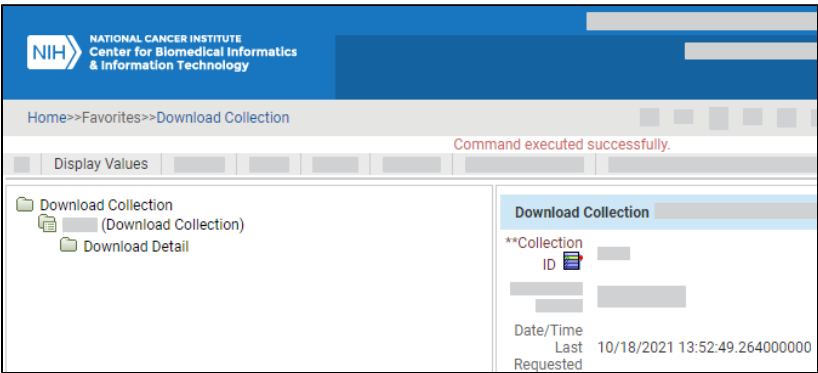 NATIONAL CANCER INSTITUTE
NIH Center for Biomedical Informatics
& Information Technology
Home>>Favorites>>Download Collection
Command executed successfully.
Display Values
Download Collection
(Download Collection)
Download Detail
Download Collection
**Collection
ID
Date/Time
Last 10/18/2021 13:52:49.264000000
Requested